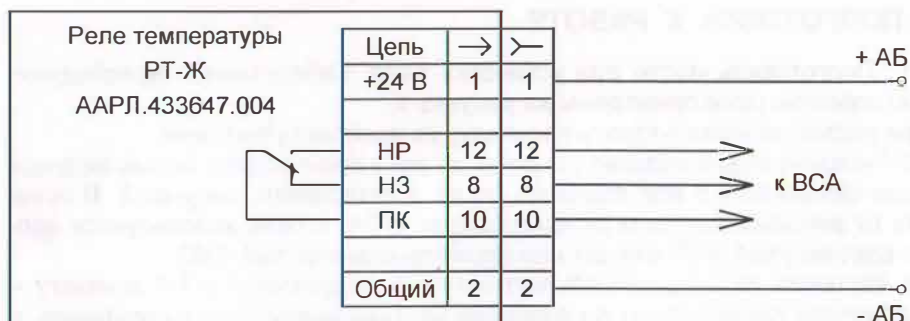 Реле температуры
РТ-Ж
ААРЛ.433647.004
Цепь
+24 В 1 1
НР 12 12
НЗ 8 8
ПК 10 10
Общий 2 2
+ АБ
к ВСА
- АБ